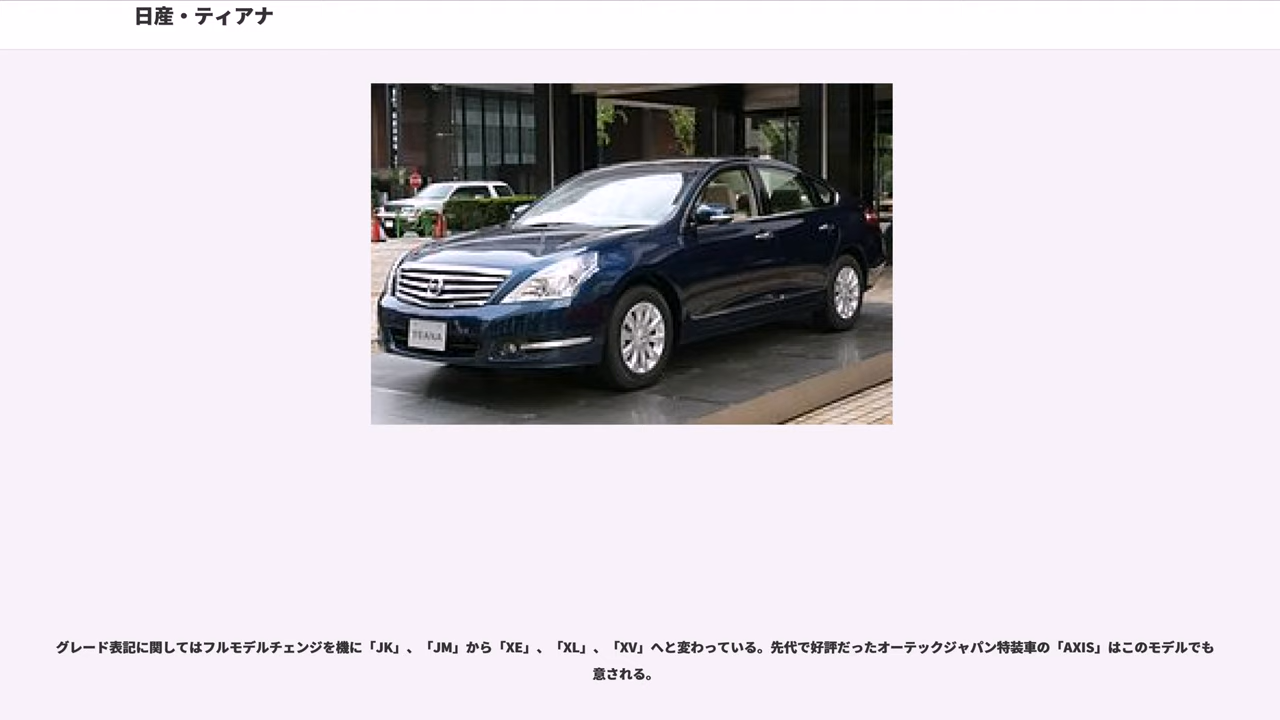 日産・ティアナ
TEANA
グレード表記に関してはフルモデルチェンジを機に「JK」、「JM」から「XE」、「XL」、「XV」へと変わっている。先代で好評だったオーテックジャパン特装車の「AXIS」はこのモデルでも
意される。